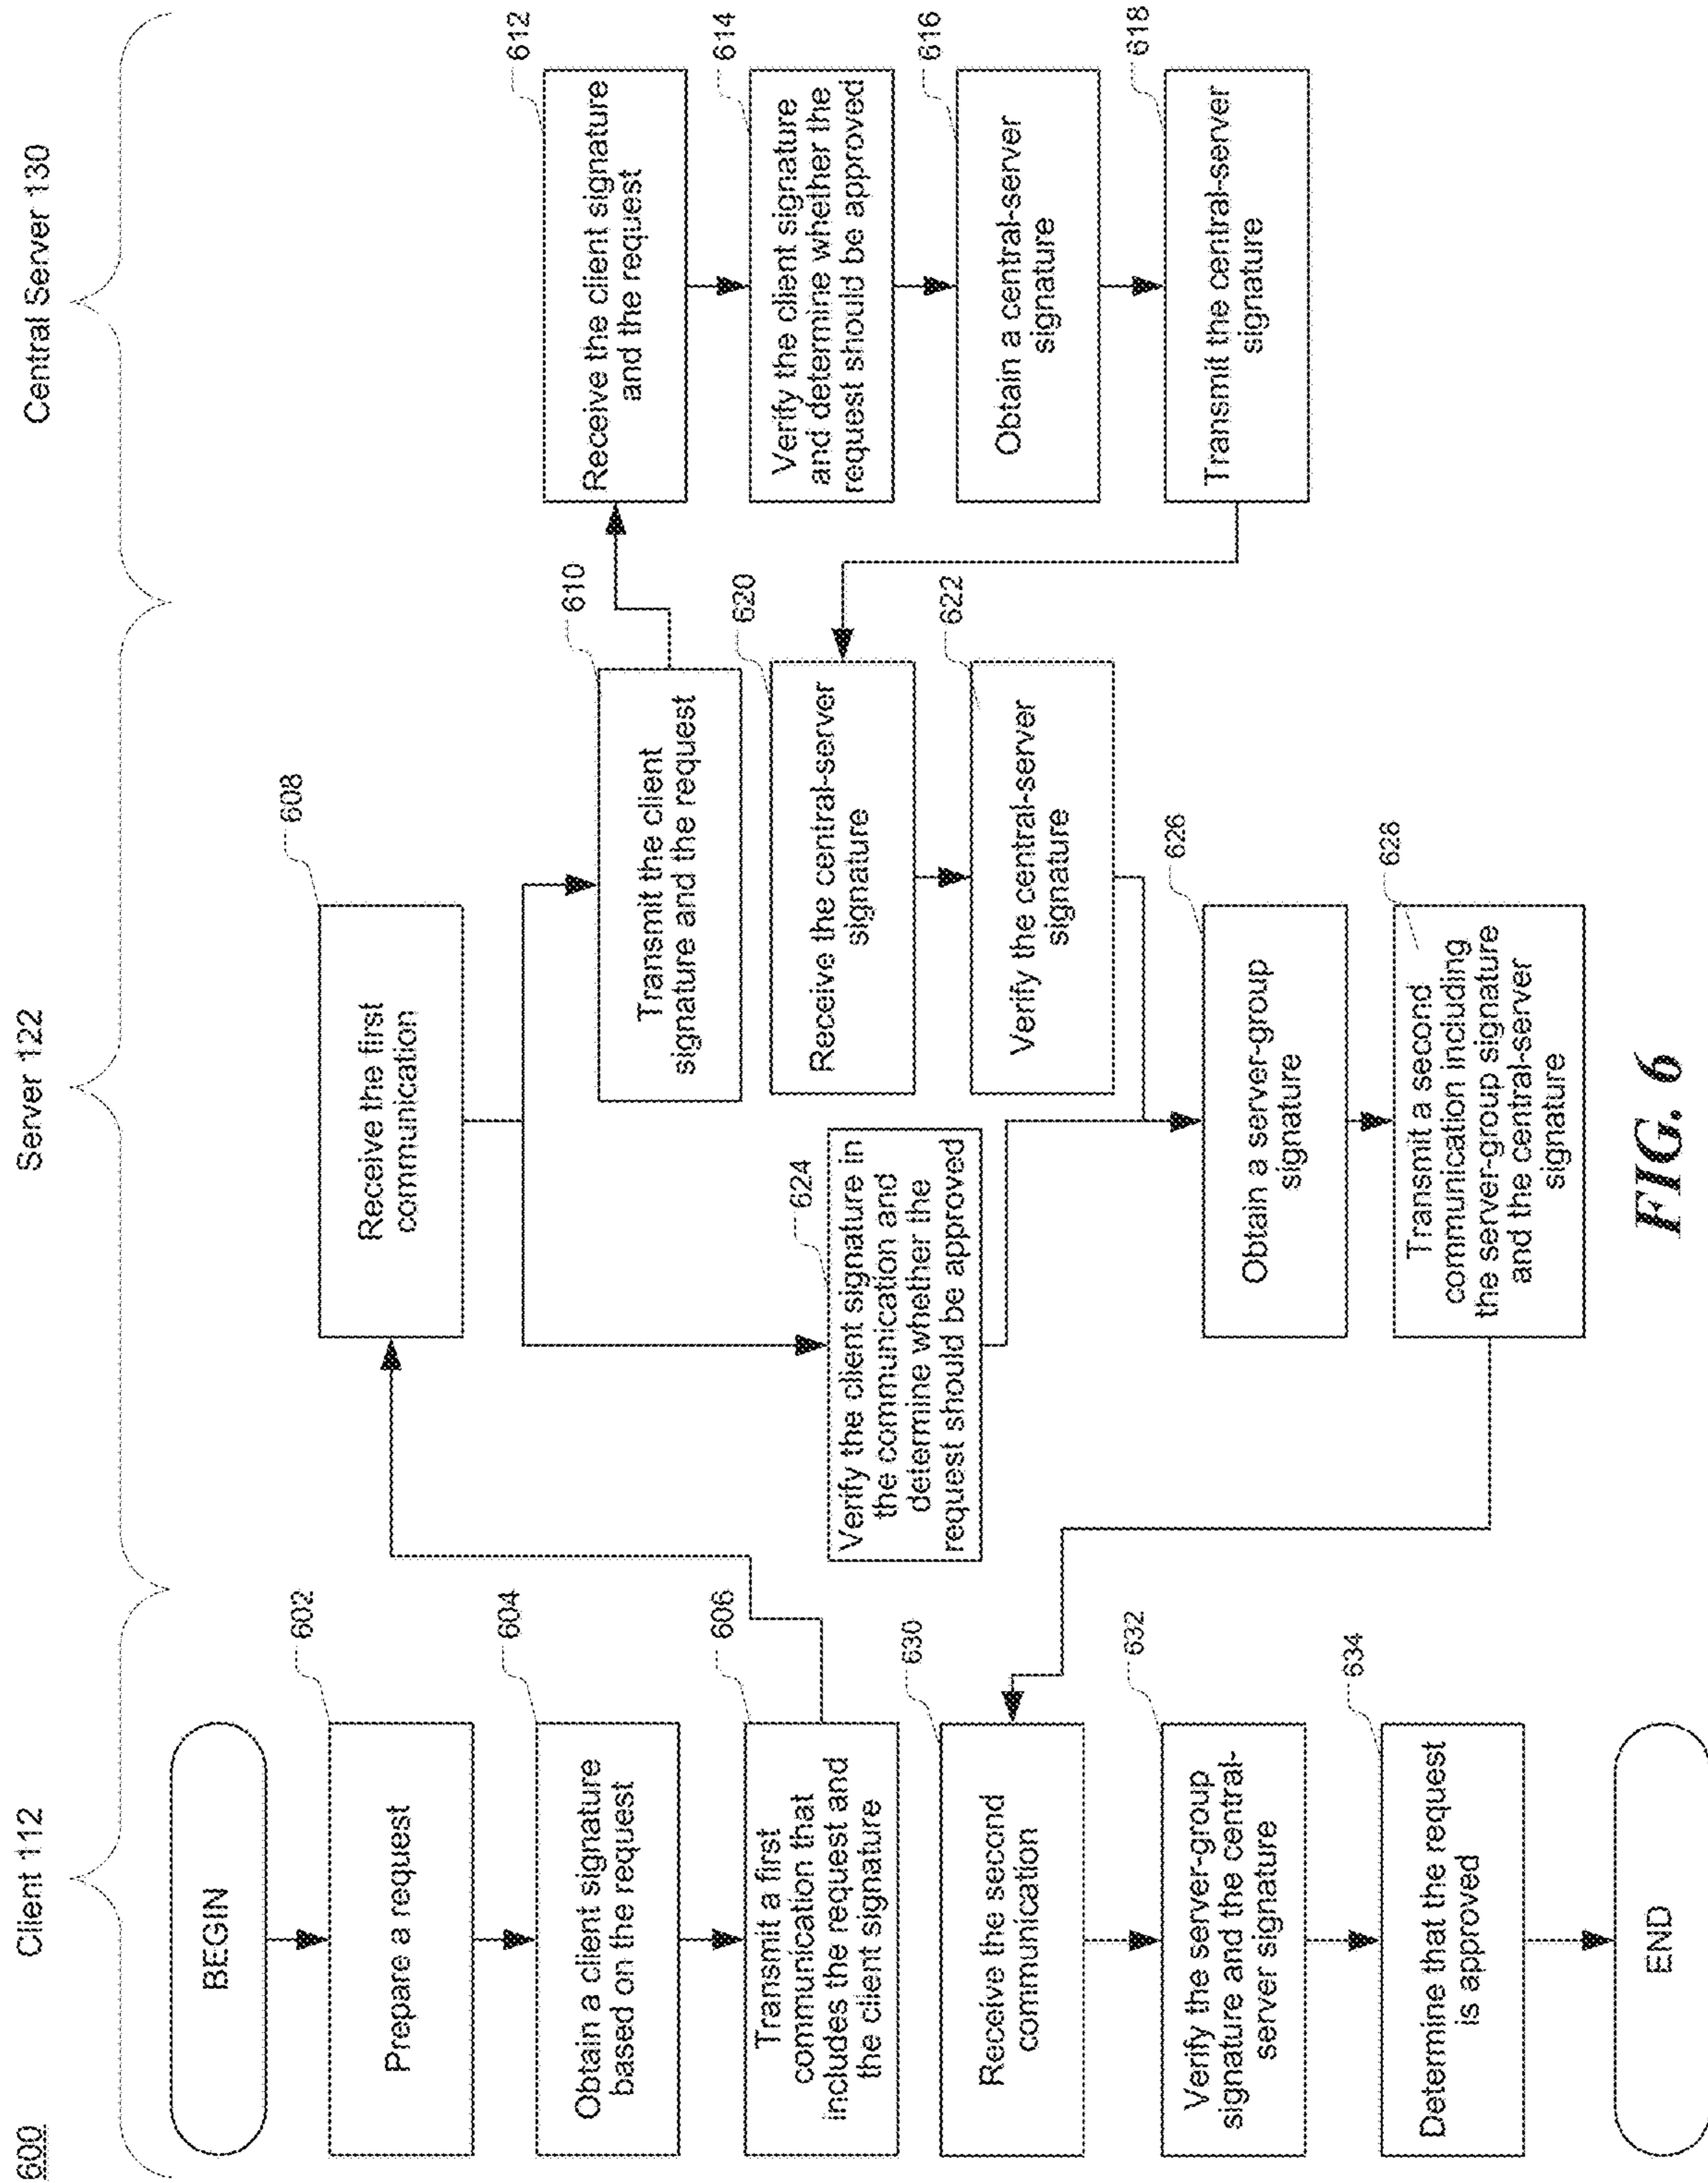 600
Client 112
Server 122
Central Server 130
BEGIN
602
Prepare a request
604
Obtain a client signature
based on the request
606
Transmit a first
communication that
includes the request and
the client signature
608
Receive the first
communication
610
Transmit the client
signature and the request
612
Receive the client signature
and the request
614
Verify the client signature
and determine whether the
request should be approved
616
Obtain a central-server
signature
618
Transmit the central-server
signature
620
Receive the central-server
signature
622
Verify the central-server
signature
624
Verify the client signature in
the communication and
determine whether the
request should be approved
626
Obtain a server-group
signature
628
Transmit a second
communication including
the server-group signature
and the central-server
signature
630
Receive the second
communication
632
Verify the server-group
signature and the central-
server signature
634
Determine that the request
is approved
END
FIG. 6